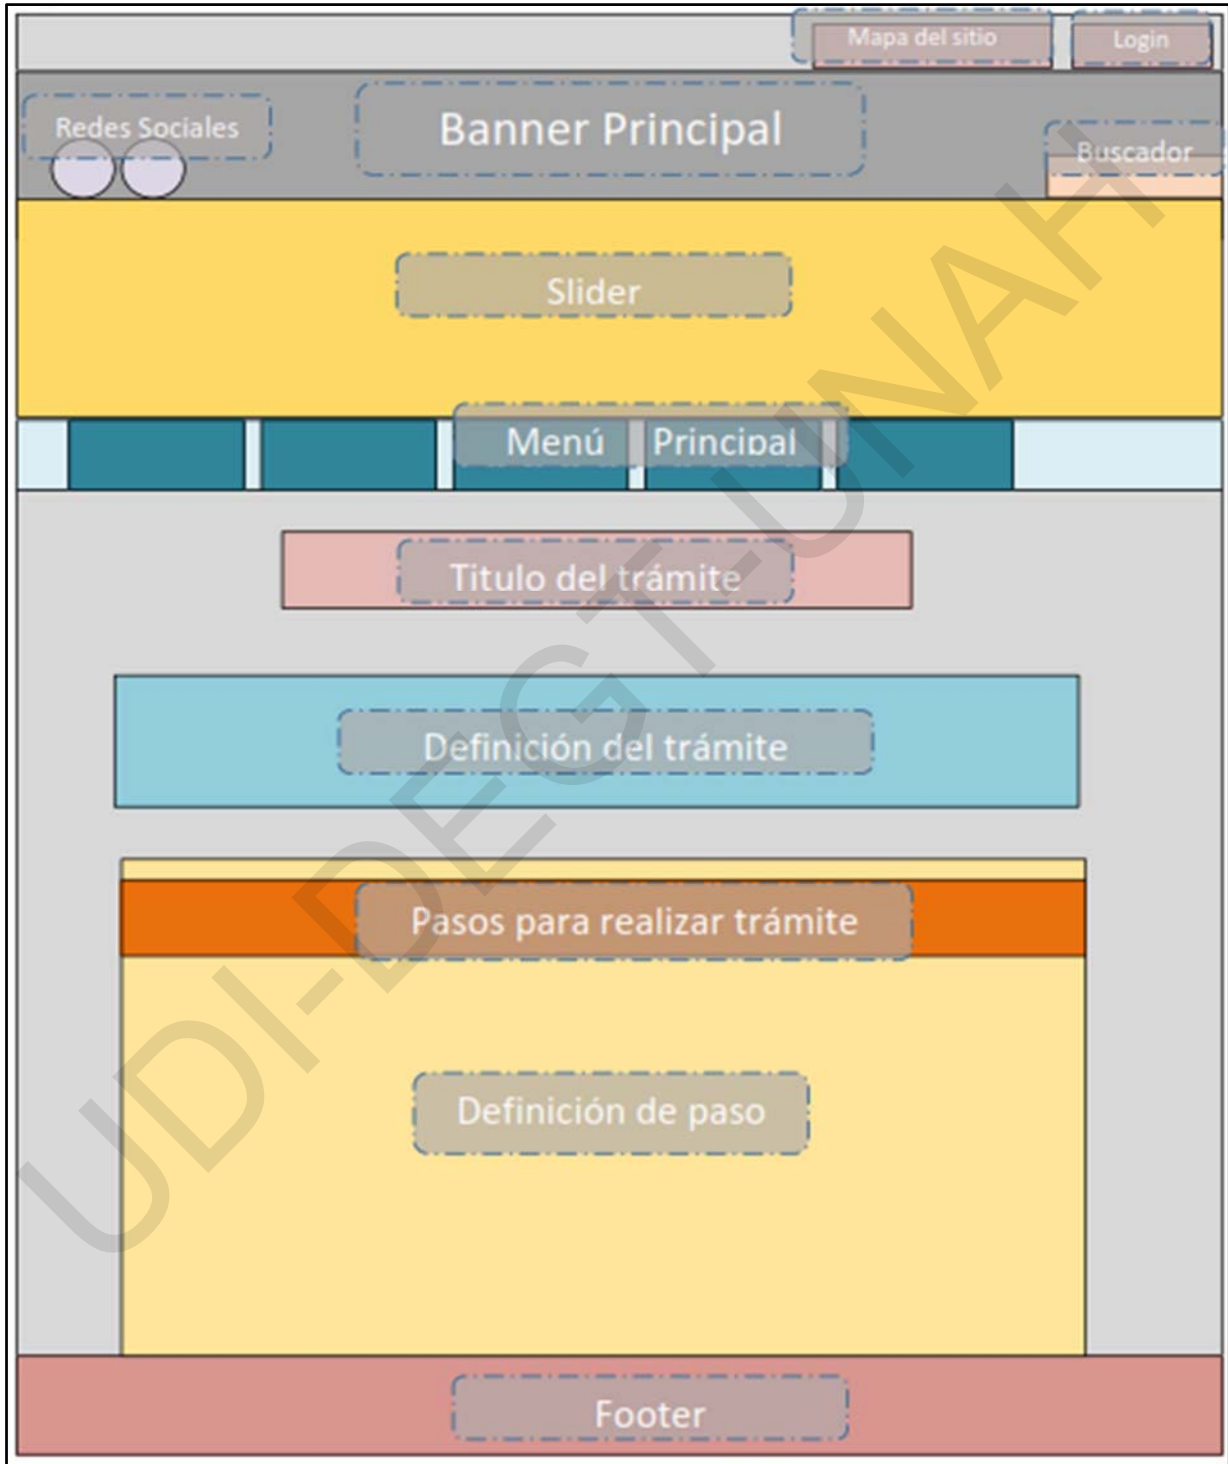 Mapa del sitio
Login
Redes Sociales
Banner Principal
Buscador
Slider
Menú Principal
Titulo del trámite
Definición del trámite
Pasos para realizar trámite
Definición de paso
Footer
UDI-DEGT-UNAH